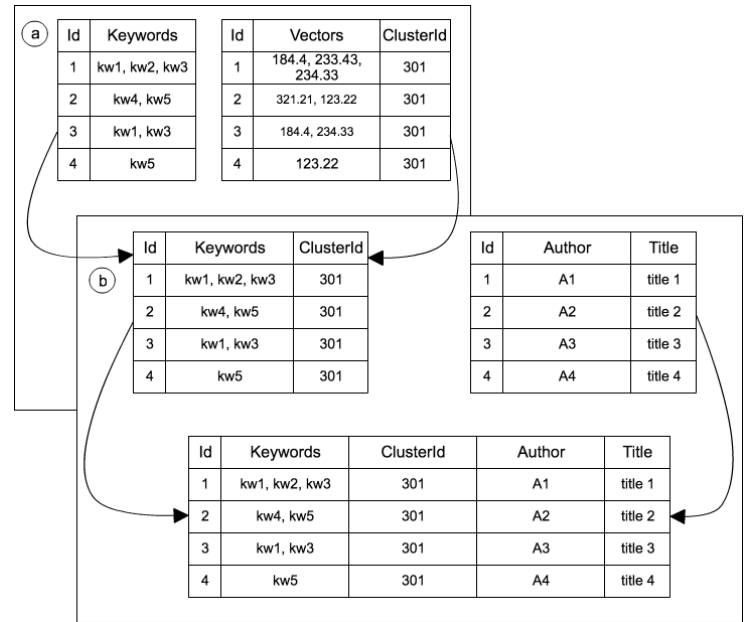 a
Id Keywords
1 kw1, kw2, kw3
2 kw4, kw5
3 kw1, kw3
4 kw5
Id Vectors ClusterId
1 184.4, 233.43, 234.33 301
2 321.21, 123.22 301
3 184.4, 234.33 301
4 123.22 301
b
Id Keywords ClusterId
1 kw1, kw2, kw3 301
2 kw4, kw5 301
3 kw1, kw3 301
4 kw5 301
Id Author Title
1 A1 title 1
2 A2 title 2
3 A3 title 3
4 A4 title 4
Id Keywords ClusterId Author Title
1 kw1, kw2, kw3 301 A1 title 1
2 kw4, kw5 301 A2 title 2
3 kw1, kw3 301 A3 title 3
4 kw5 301 A4 title 4